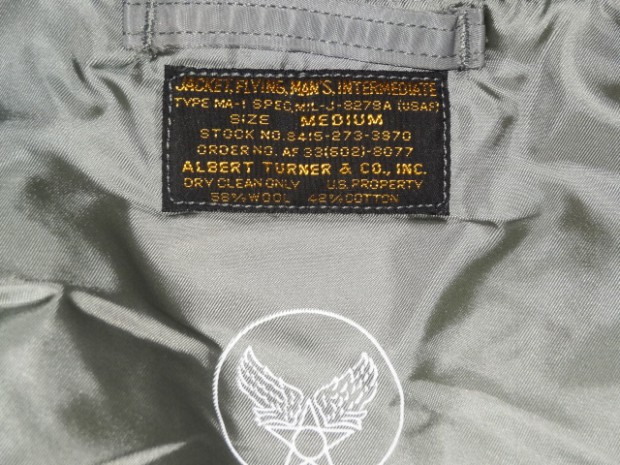 JACKET, FLYING, MAN'S, INTERMEDIATE
TYPE MA-1 SPEC, MIL-J-8279A (USAF)
SIZE MEDIUM
STOCK NO. 8415-273-3970
ORDER NO. AF 33(602)-8077
ALBERT TURNER & CO., INC.
DRY CLEAN ONLY U.S. PROPERTY
58% WOOL 42% COTTON